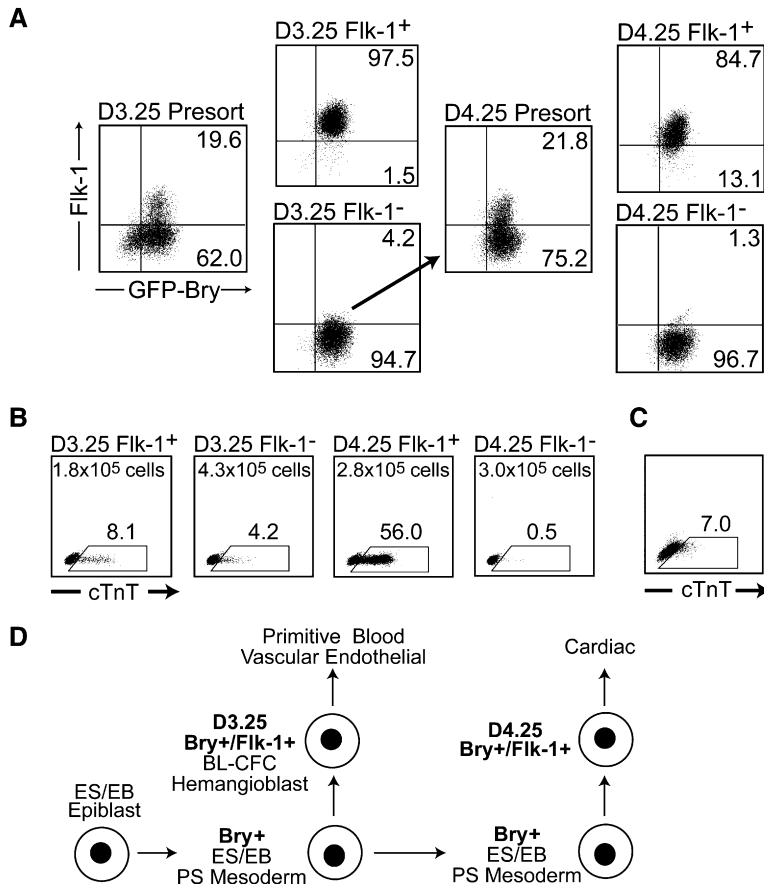 A
D3.25 Presort
19.6
62.0
Flk-1
GFP-Bry
D3.25 Flk-1+
97.5
1.5
D3.25 Flk-1-
4.2
94.7
D4.25 Presort
21.8
75.2
D4.25 Flk-1+
84.7
13.1
D4.25 Flk-1-
1.3
96.7
B
D3.25 Flk-1+
1.8x10⁵ cells
8.1
D3.25 Flk-1-
4.3x10⁵ cells
4.2
D4.25 Flk-1+
2.8x10⁵ cells
56.0
D4.25 Flk-1-
3.0x10⁵ cells
0.5
cTnT
C
7.0
cTnT
D
Primitive Blood
Vascular Endothelial
Cardiac
D3.25
Bry+/Flk-1+
BL-CFC
Hemangioblast
D4.25
Bry+/Flk-1+
ES/EB
Epiblast
Bry+
ES/EB
PS Mesoderm
Bry+
ES/EB
PS Mesoderm